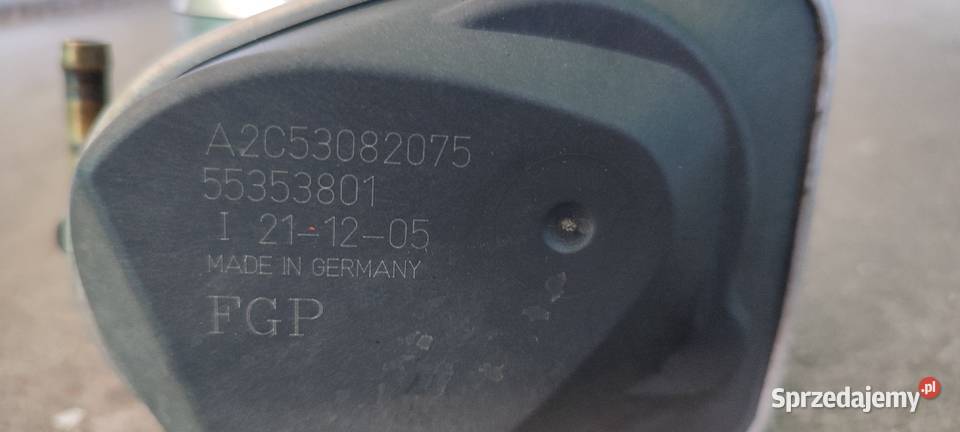 A2C53082075
55353801
I 21-12-05
MADE IN GERMANY
FGP
Sprzedajemy.pl